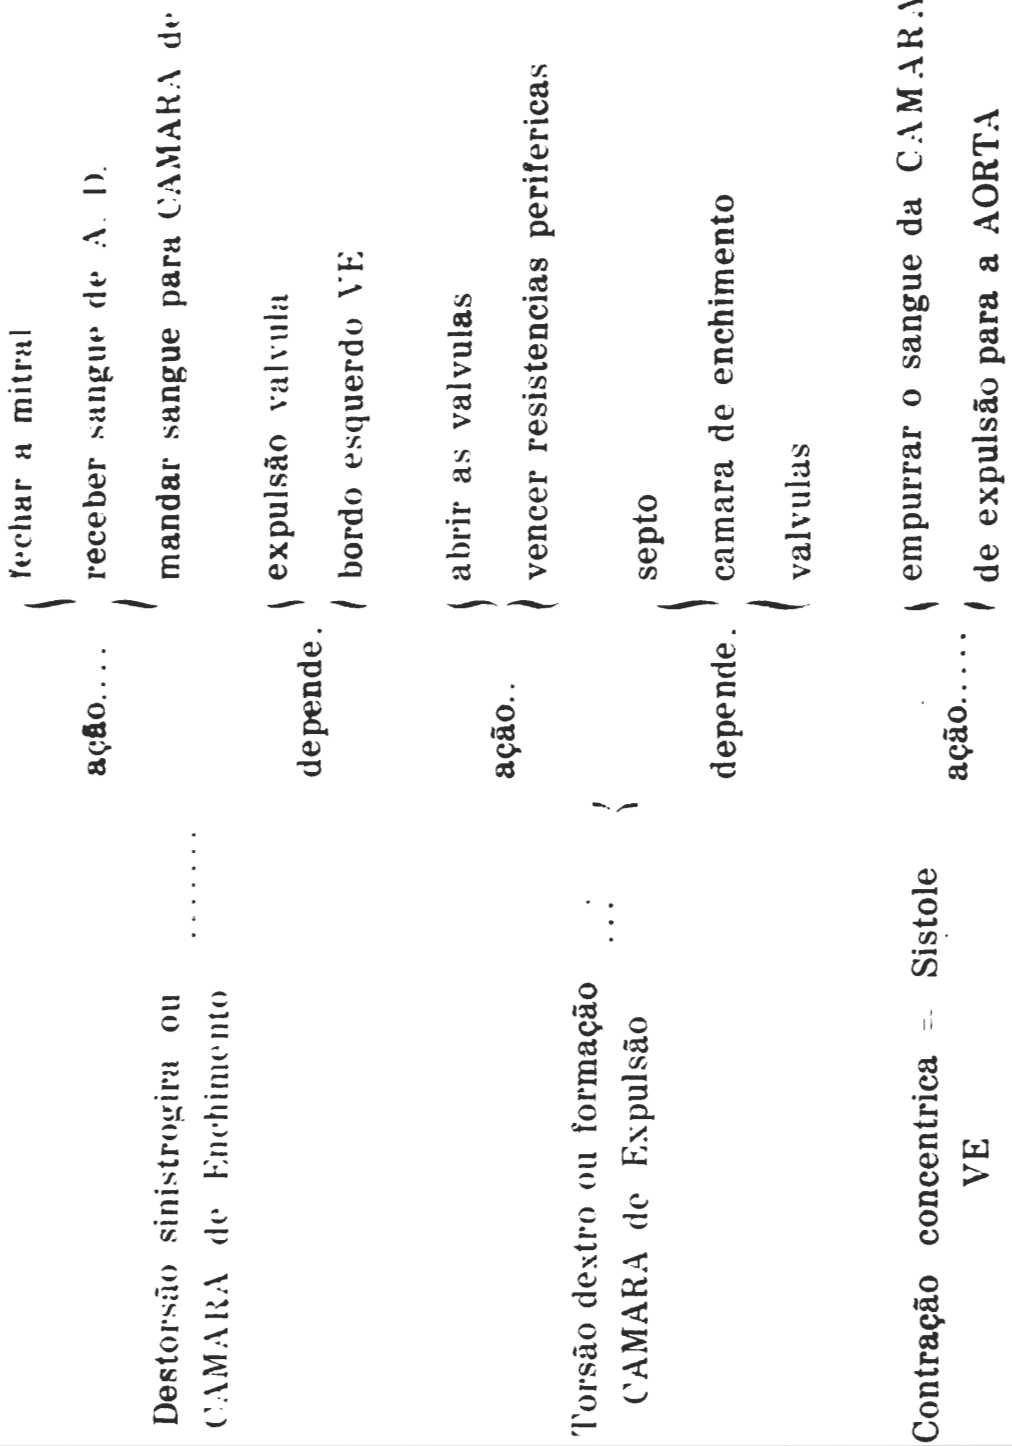 fechar a mitral
ação.... receber sangue de A. D.
mandar sangue para CAMARA de
Destorsão sinistrogira ou
CAMARA de Enchimento .......
expulsão valvula
depende. bordo esquerdo VE
abrir as valvulas
ação.. vencer resistencias perifericas
Torsão dextro ou formação ...
CAMARA de Expulsão
septo
depende. camara de enchimento
valvulas
Contração concentrica = Sistole
VE
empurrar o sangue da CAMARA
ação..... de expulsão para a AORTA